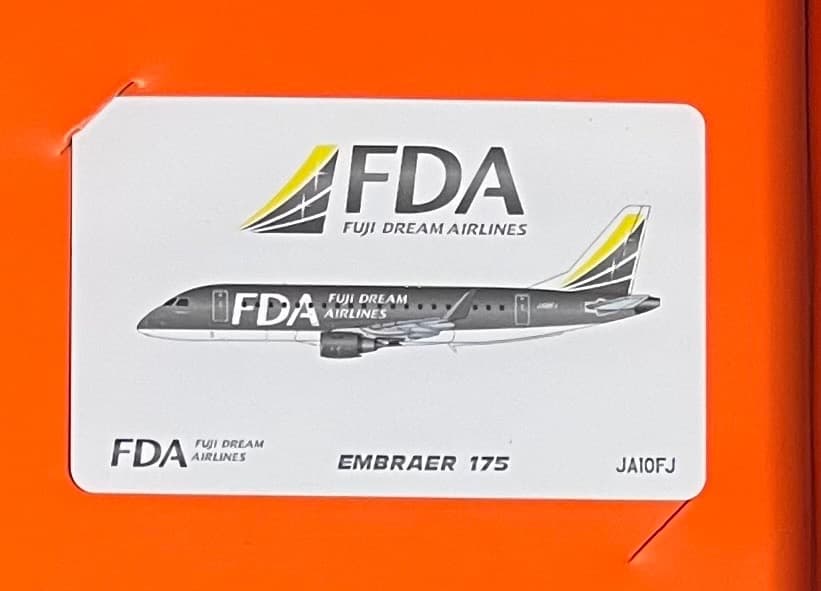 FDA
FUJI DREAM AIRLINES
FDA FUJI DREAM
AIRLINES
FDA FUJI DREAM
AIRLINES
EMBRAER 175
JA10FJ